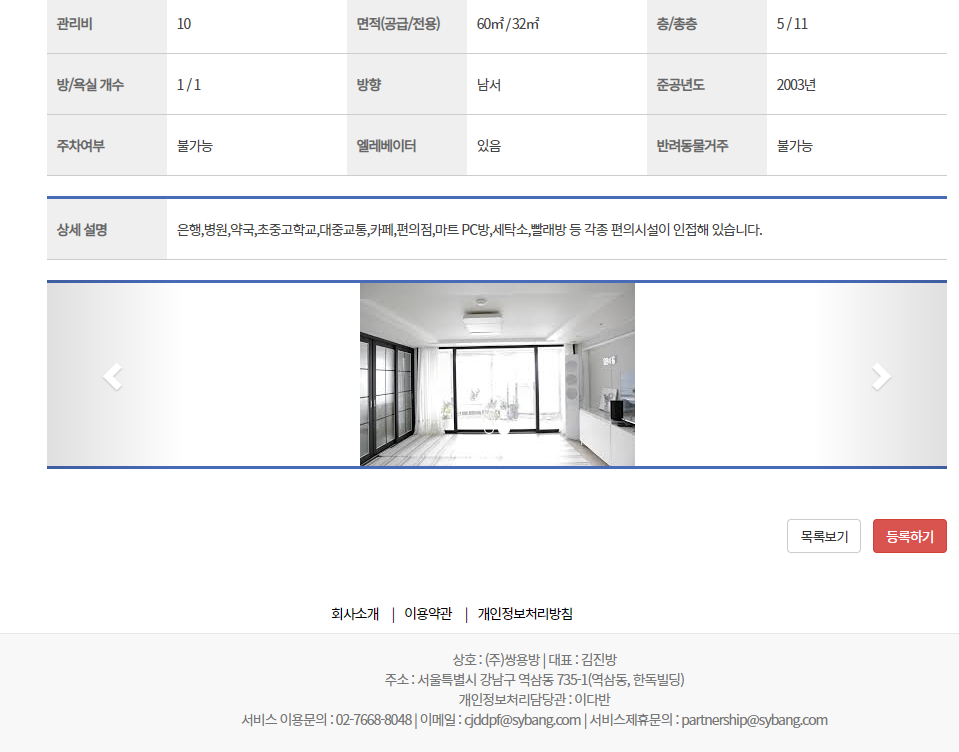 관리비 10 면적(공급/전용) 60㎡ / 32㎡ 층/총층 5 / 11
방/욕실 개수 1 / 1 방향 남서 준공년도 2003년
주차여부 불가능 엘레베이터 있음 반려동물거주 불가능
상세 설명 은행,병원,약국,초중고학교,대중교통,카페,편의점,마트 PC방,세탁소,빨래방 등 각종 편의시설이 인접해 있습니다.
목록보기 등록하기
회사소개 | 이용약관 | 개인정보처리방침
상호 : (주)쌍용방 | 대표 : 김진방
주소 : 서울특별시 강남구 역삼동 735-1(역삼동, 한독빌딩)
개인정보처리담당관 : 이다반
서비스 이용문의 : 02-7668-8048 | 이메일 : cjddpf@sybang.com | 서비스제휴문의 : partnership@sybang.com